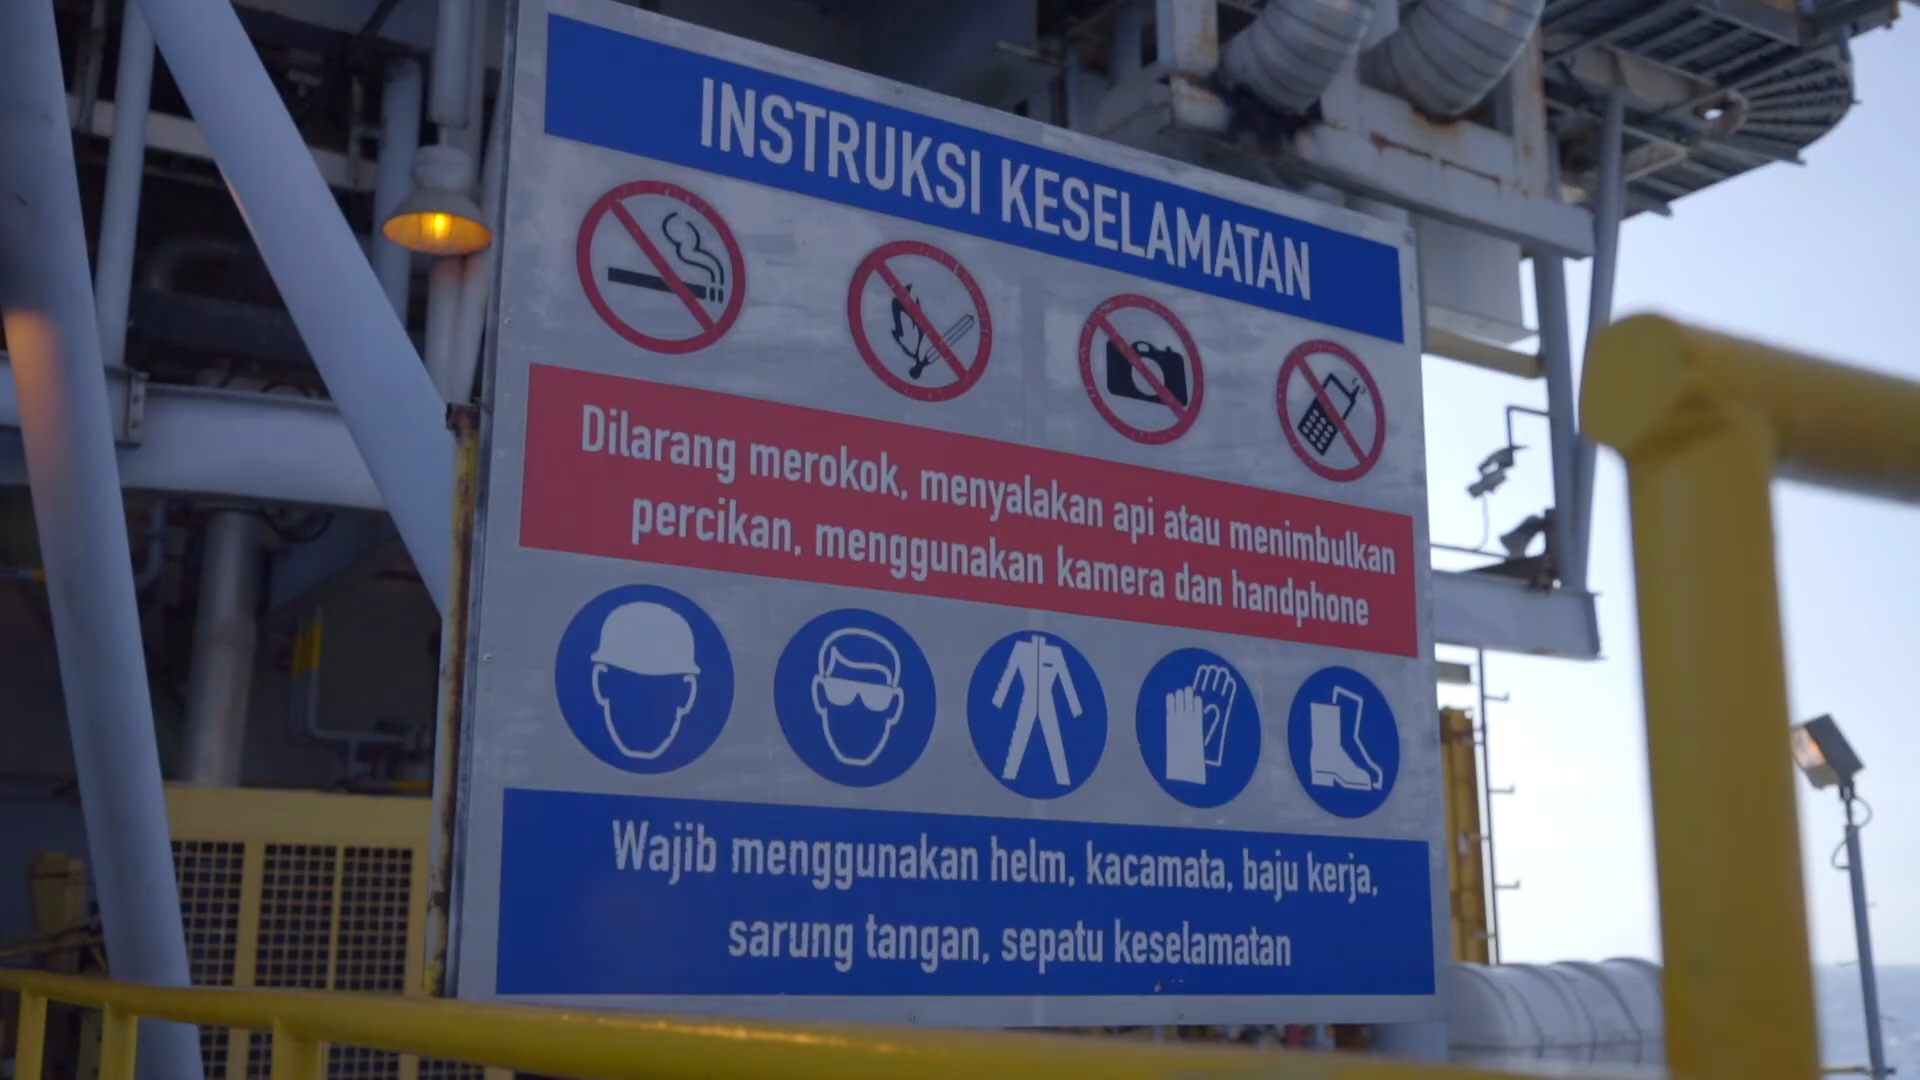 INSTRUKSI KESELAMATAN
Dilarang merokok, menyalakan api atau menimbulkan
percikan, menggunakan kamera dan handphone
Wajib menggunakan helm, kacamata, baju kerja,
sarung tangan, sepatu keselamatan